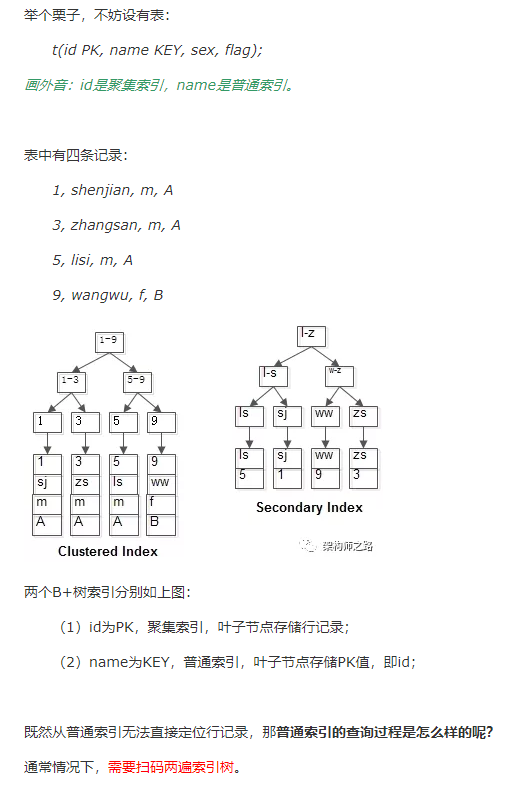 举个栗子，不妨设有表：
t(id PK, name KEY, sex, flag);
画外音：id是聚集索引，name是普通索引。
表中有四条记录：
1, shenjian, m, A
3, zhangsan, m, A
5, lisi, m, A
9, wangwu, f, B
1-9
1-3 5-9
1 3 5 9
1 3 5 9
sj zs ls ww
m m m f
A A A B
Clustered Index
l-z
l-s w-z
ls sj ww zs
ls sj ww zs
5 1 9 3
Secondary Index
架构师之路
两个B+树索引分别如上图：
（1）id为PK，聚集索引，叶子节点存储行记录；
（2）name为KEY，普通索引，叶子节点存储PK值，即id；
既然从普通索引无法直接定位行记录，那普通索引的查询过程是怎么样的呢？
通常情况下，需要扫码两遍索引树。